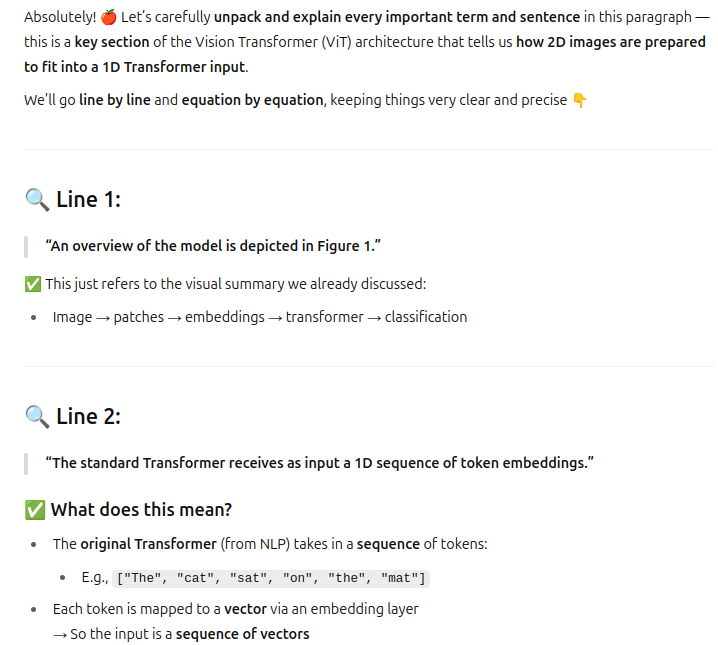 Absolutely! 🍎 Let’s carefully unpack and explain every important term and sentence in this paragraph —
this is a key section of the Vision Transformer (ViT) architecture that tells us how 2D images are prepared
to fit into a 1D Transformer input.
We'll go line by line and equation by equation, keeping things very clear and precise 👇
🔍 Line 1:
“An overview of the model is depicted in Figure 1.”
✅ This just refers to the visual summary we already discussed:
• Image → patches → embeddings → transformer → classification
🔍 Line 2:
“The standard Transformer receives as input a 1D sequence of token embeddings.”
✅ What does this mean?
• The original Transformer (from NLP) takes in a sequence of tokens:
• E.g., ["The", "cat", "sat", "on", "the", "mat"]
• Each token is mapped to a vector via an embedding layer
→ So the input is a sequence of vectors